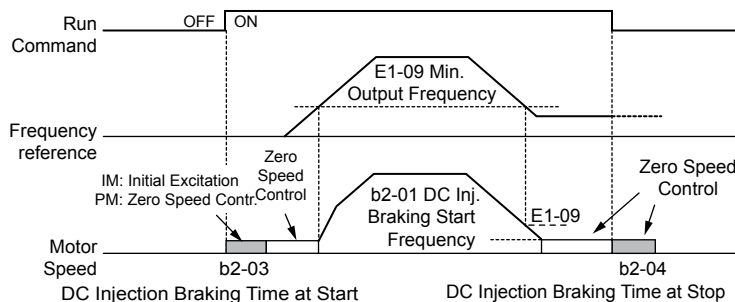 Run
Command
OFF
ON
E1-09 Min.
Output Frequency
Frequency
reference
IM: Initial Excitation
PM: Zero Speed Contr.
Zero
Speed
Control
b2-01 DC Inj.
Braking Start
Frequency
E1-09
Zero Speed
Control
Motor
Speed
b2-03
b2-04
DC Injection Braking Time at Start
DC Injection Braking Time at Stop